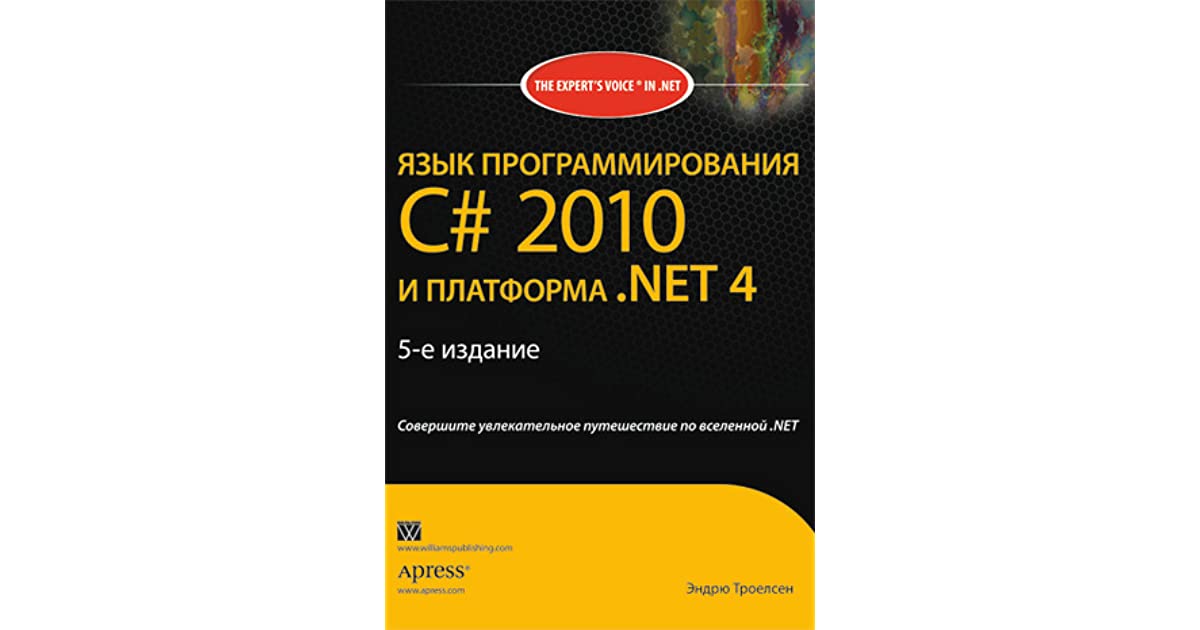 THE EXPERT'S VOICE ® IN .NET
ЯЗЫК ПРОГРАММИРОВАНИЯ
C# 2010
И ПЛАТФОРМА .NET 4
5-е издание
Совершите увлекательное путешествие по вселенной .NET
W
www.williamspublishing.com
Apress®
www.apress.com
Эндрю Троелсен